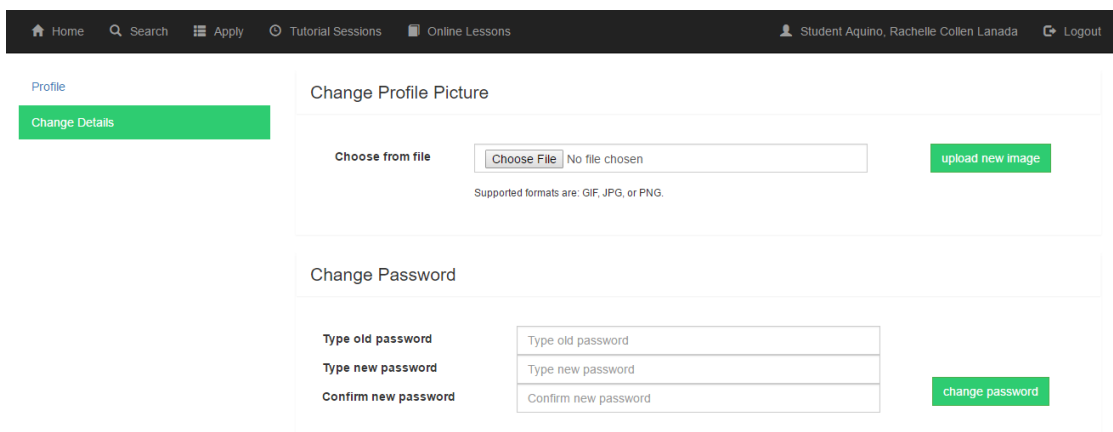 Home Search Apply Tutorial Sessions Online Lessons Student Aquino, Rachelle Collen Lanada Logout
Profile
Change Details
Change Profile Picture
Choose from file Choose File No file chosen upload new image
Supported formats are: GIF, JPG, or PNG.
Change Password
Type old password Type old password
Type new password Type new password
Confirm new password Confirm new password change password